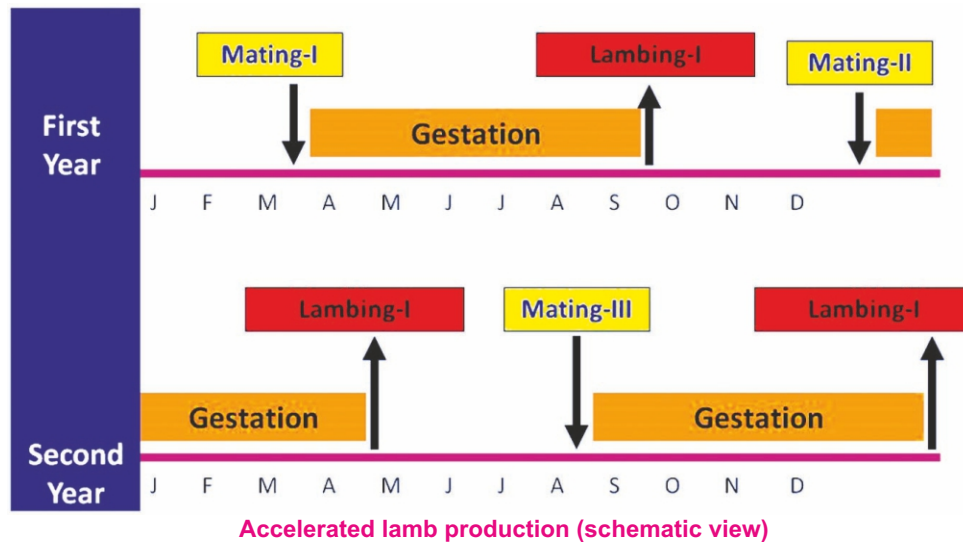 Mating-I
Lambing-I
Mating-II
First
Year
Gestation
J F M A M J J A S O N D
Lambing-I
Mating-III
Lambing-I
Gestation
Gestation
Second
Year
J F M A M J J A S O N D
Accelerated lamb production (schematic view)